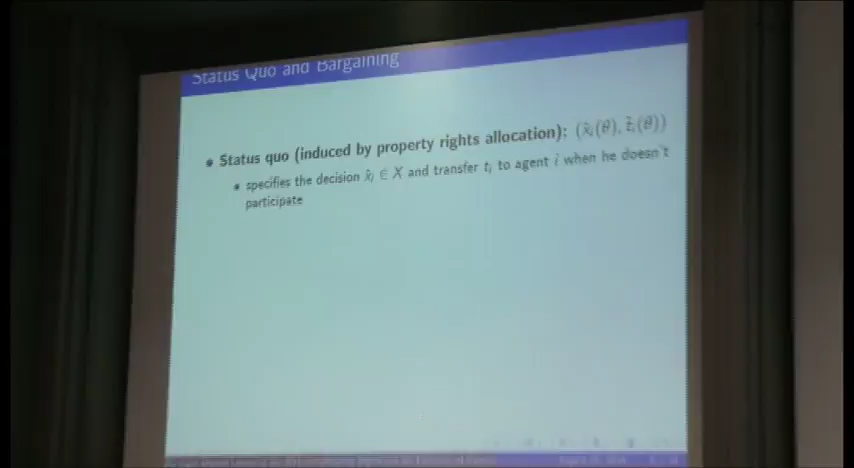 Status Quo and Bargaining
• Status quo (induced by property rights allocation): (x̂ᵢ(θ), t̂ᵢ(θ))
• specifies the decision x̂ᵢ ∈ X and transfer tᵢ to agent i when he doesn't
participate